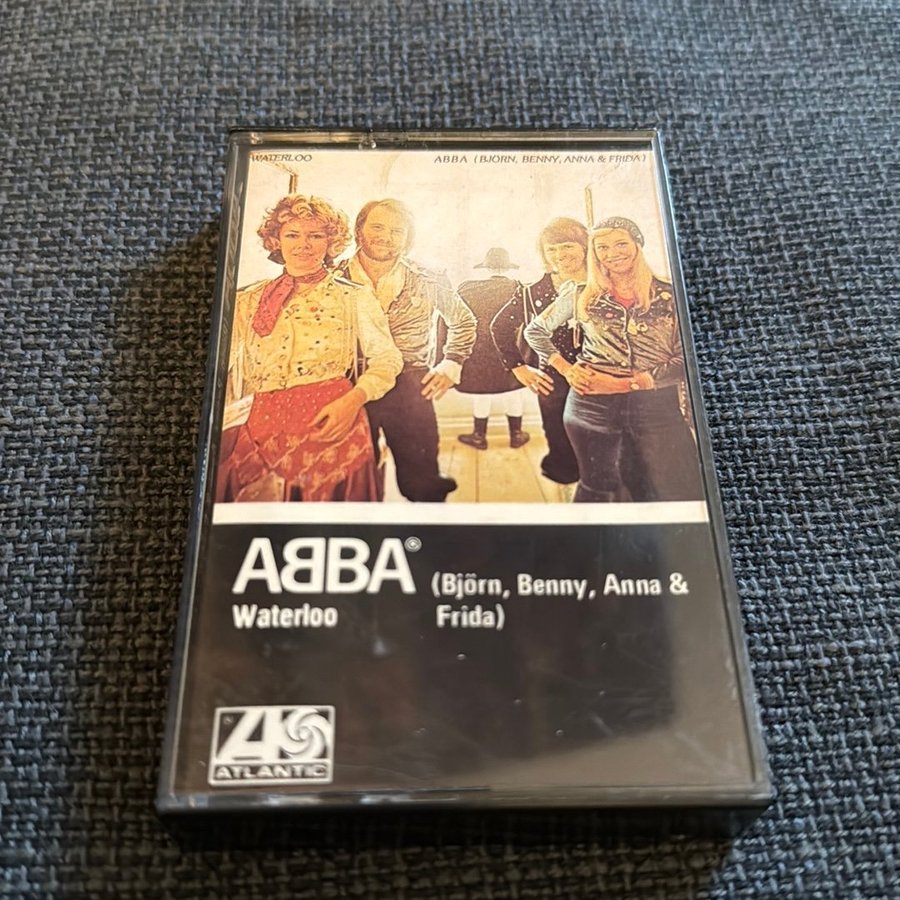 WATERLOO ABBA (BJÖRN, BENNY, ANNA & FRIDA)
ABBA® (Björn, Benny, Anna &
Waterloo Frida)
ATLANTIC